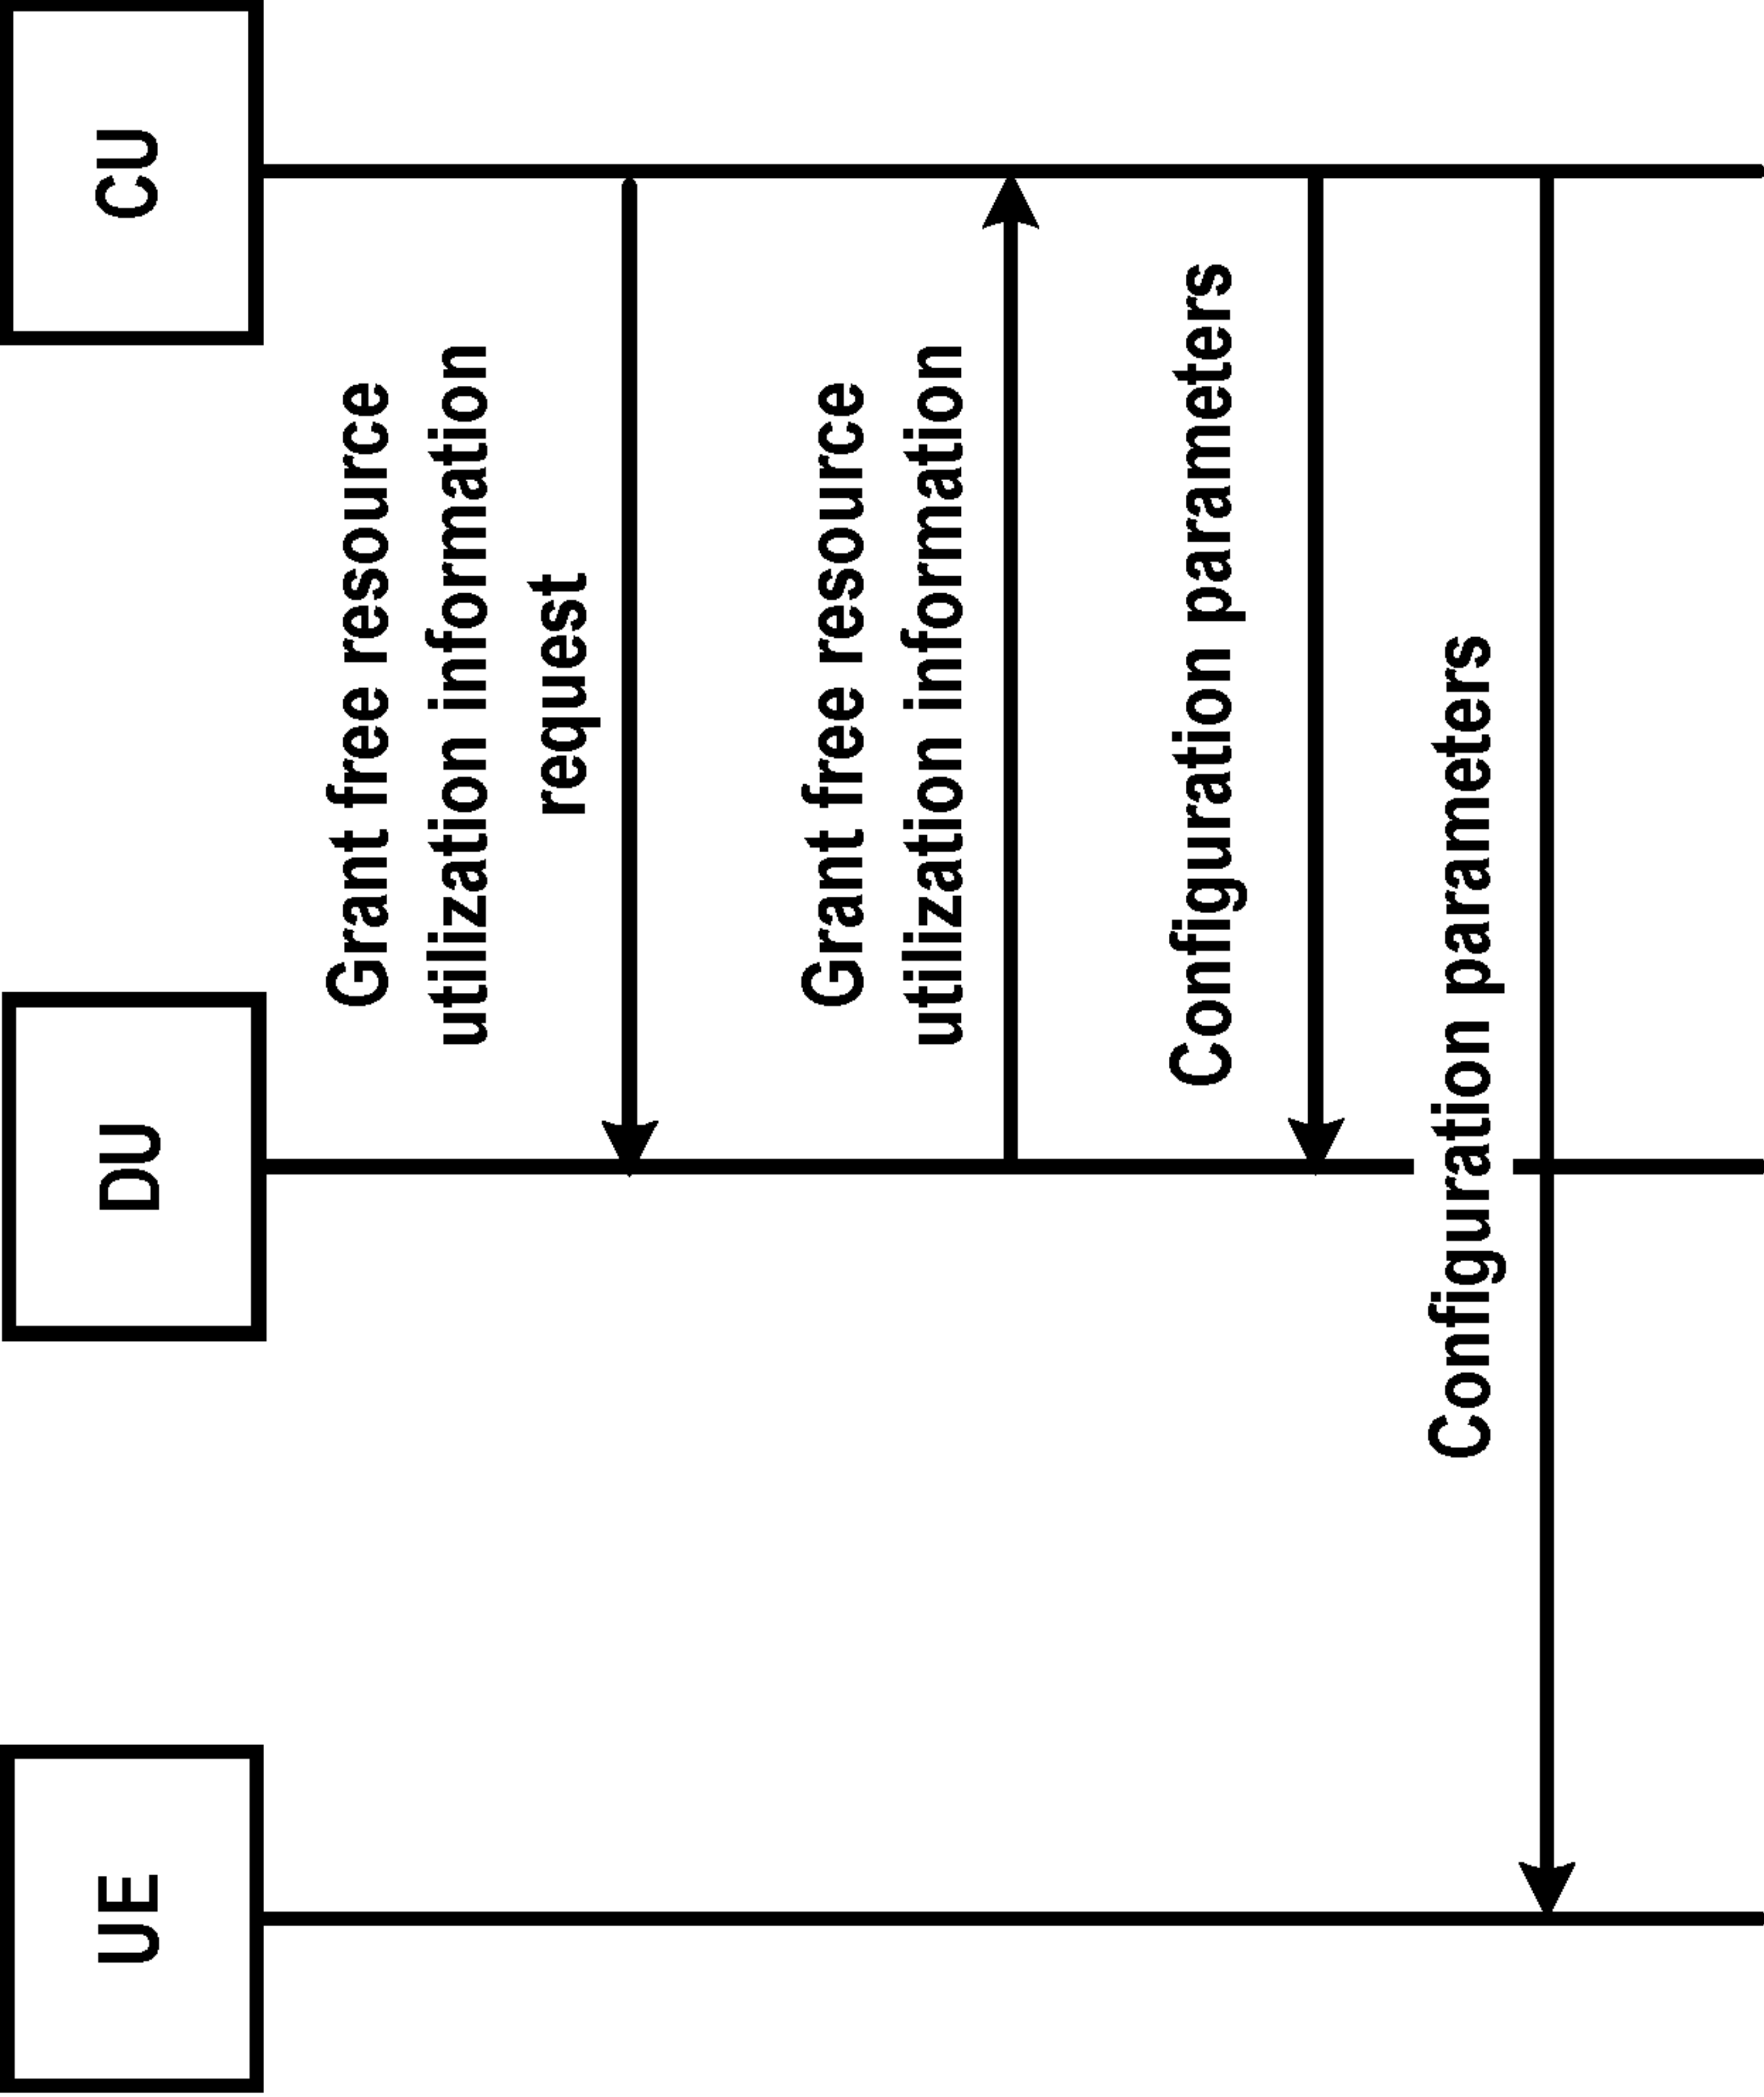 UE
DU
CU
Grant free resource
utilization information
request
Grant free resource
utilization information
Configuration parameters
Configuration parameters